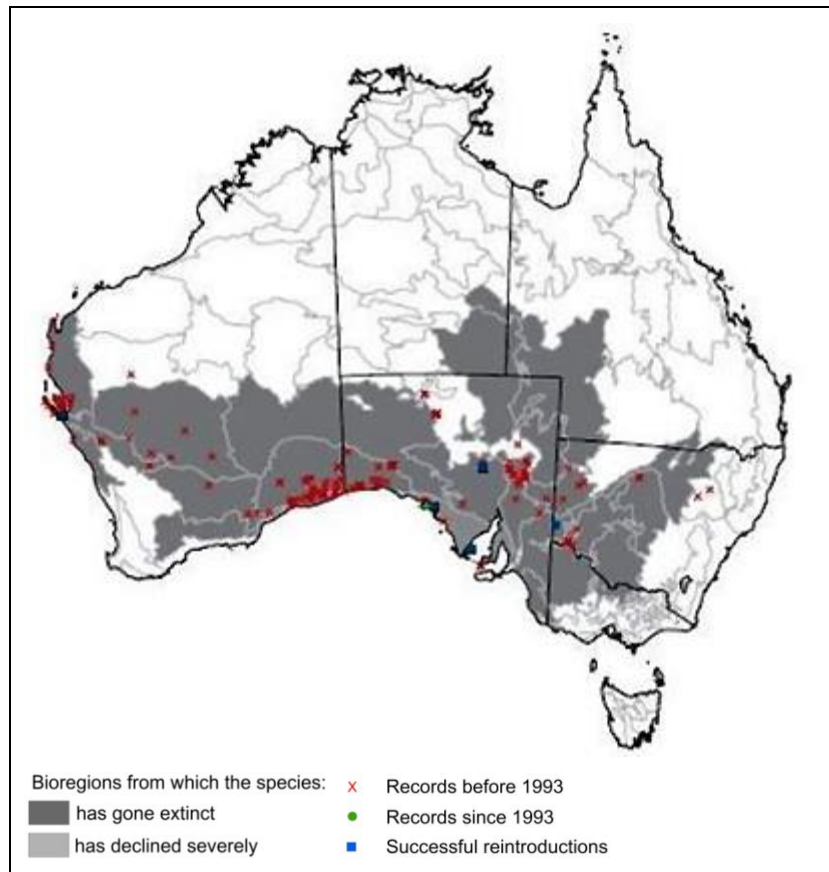 Bioregions from which the species:
has gone extinct
has declined severely
x Records before 1993
Records since 1993
Successful reintroductions